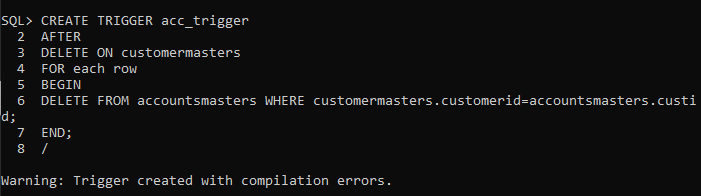 SQL> CREATE TRIGGER acc_trigger
2 AFTER
3 DELETE ON customermasters
4 FOR each row
5 BEGIN
6 DELETE FROM accountsmasters WHERE customermasters.customerid=accountsmasters.custi
d;
7 END;
8 /
Warning: Trigger created with compilation errors.